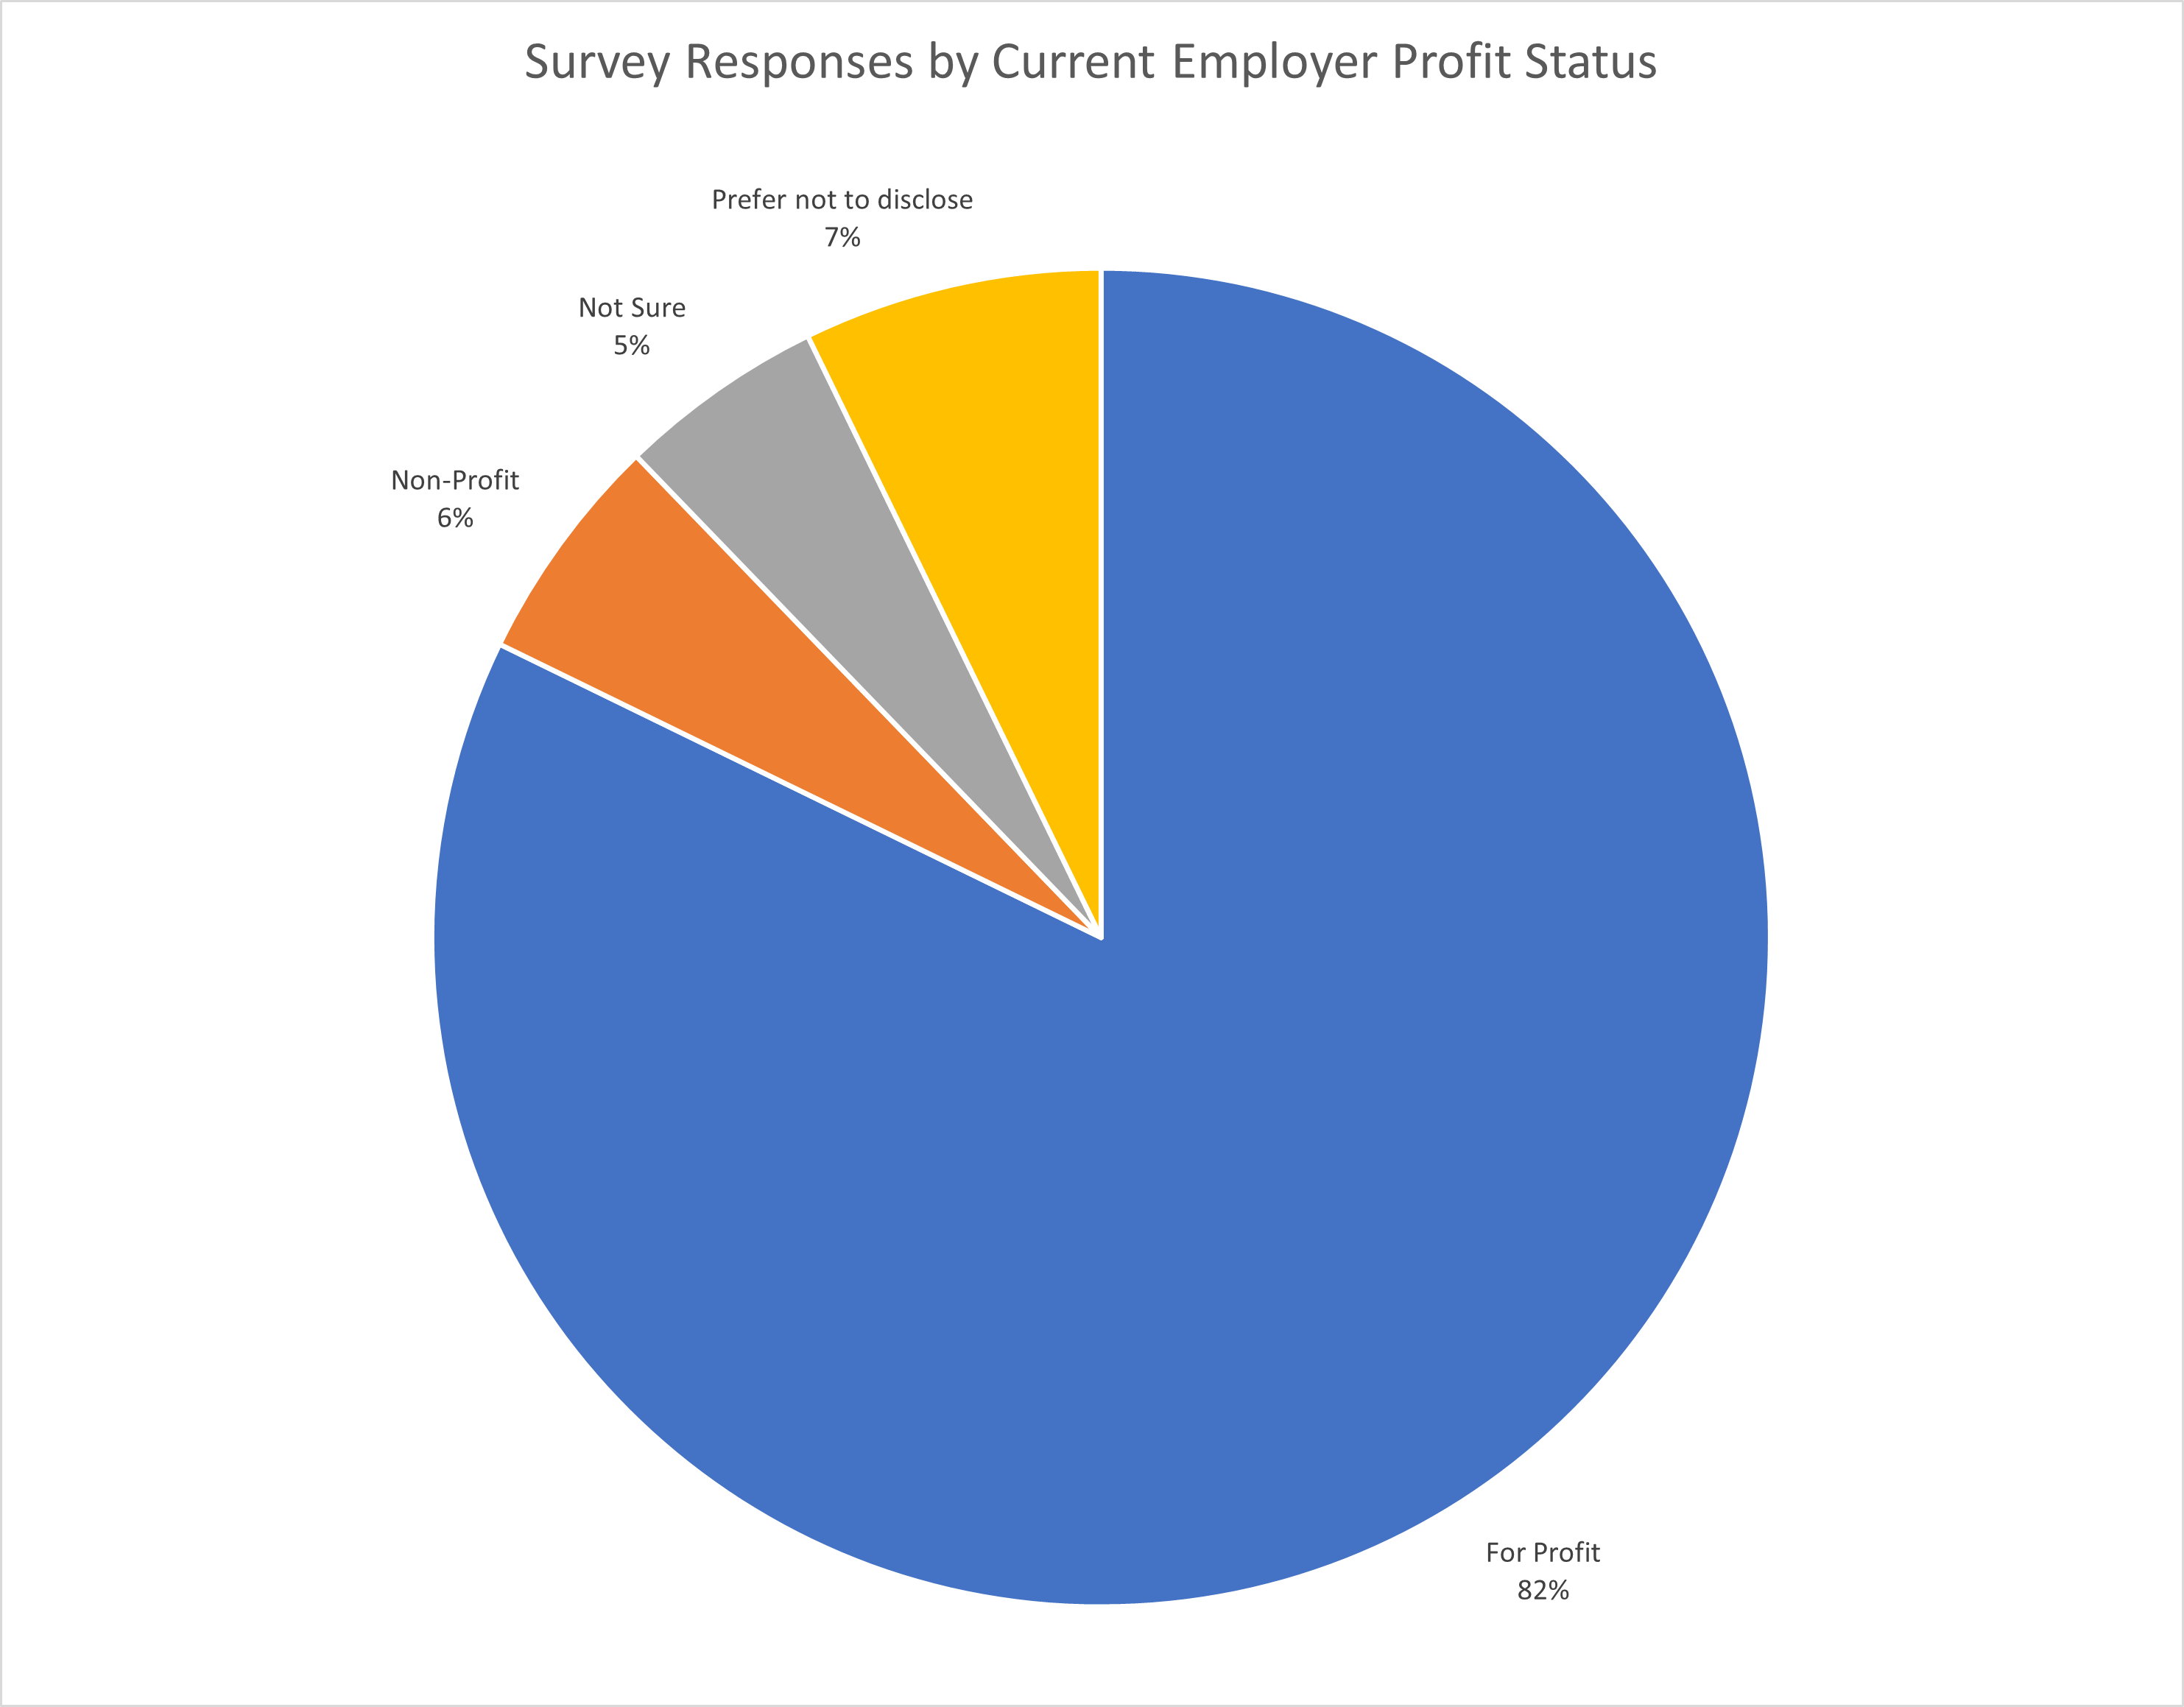 Survey Responses by Current Employer Profit Status
Prefer not to disclose
7%
Not Sure
5%
Non-Profit
6%
For Profit
82%